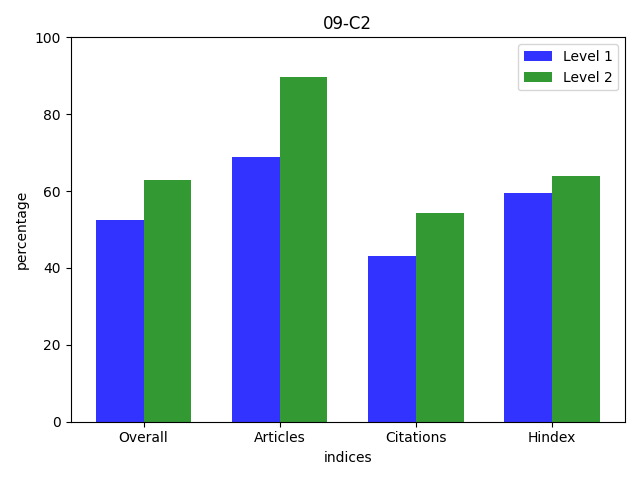 09-C2
Level 1
Level 2
100
80
60
40
20
0
percentage
Overall Articles Citations Hindex
indices